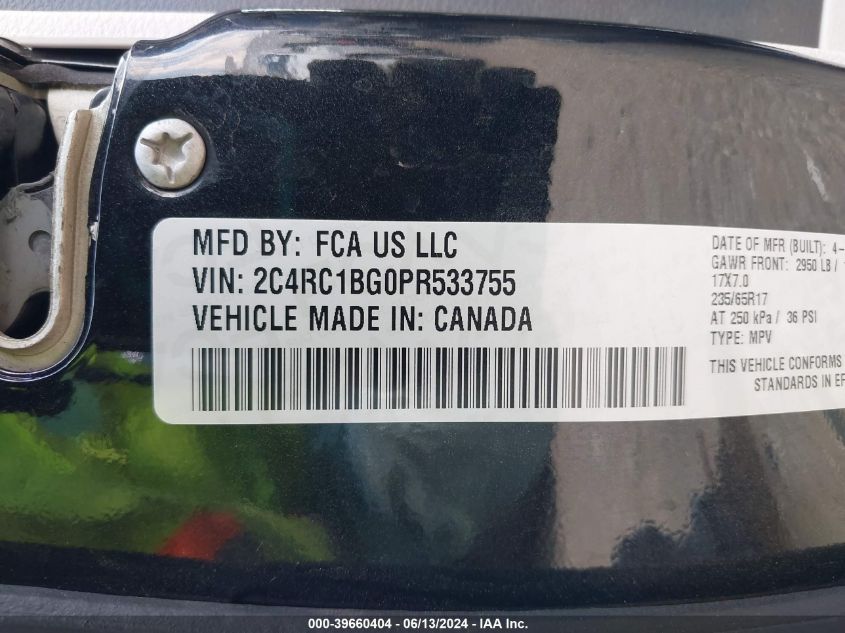 MFD BY: FCA US LLC
VIN: 2C4RC1BG0PR533755
VEHICLE MADE IN: CANADA
DATE OF MFR (BUILT): 4-
GAWR FRONT: 2950 LB /
17X7.0
235/65R17
AT 250 kPa / 36 PSI
TYPE: MPV
THIS VEHICLE CONFORMS
STANDARDS IN EF
000-39660404 - 06/13/2024 - IAA Inc.